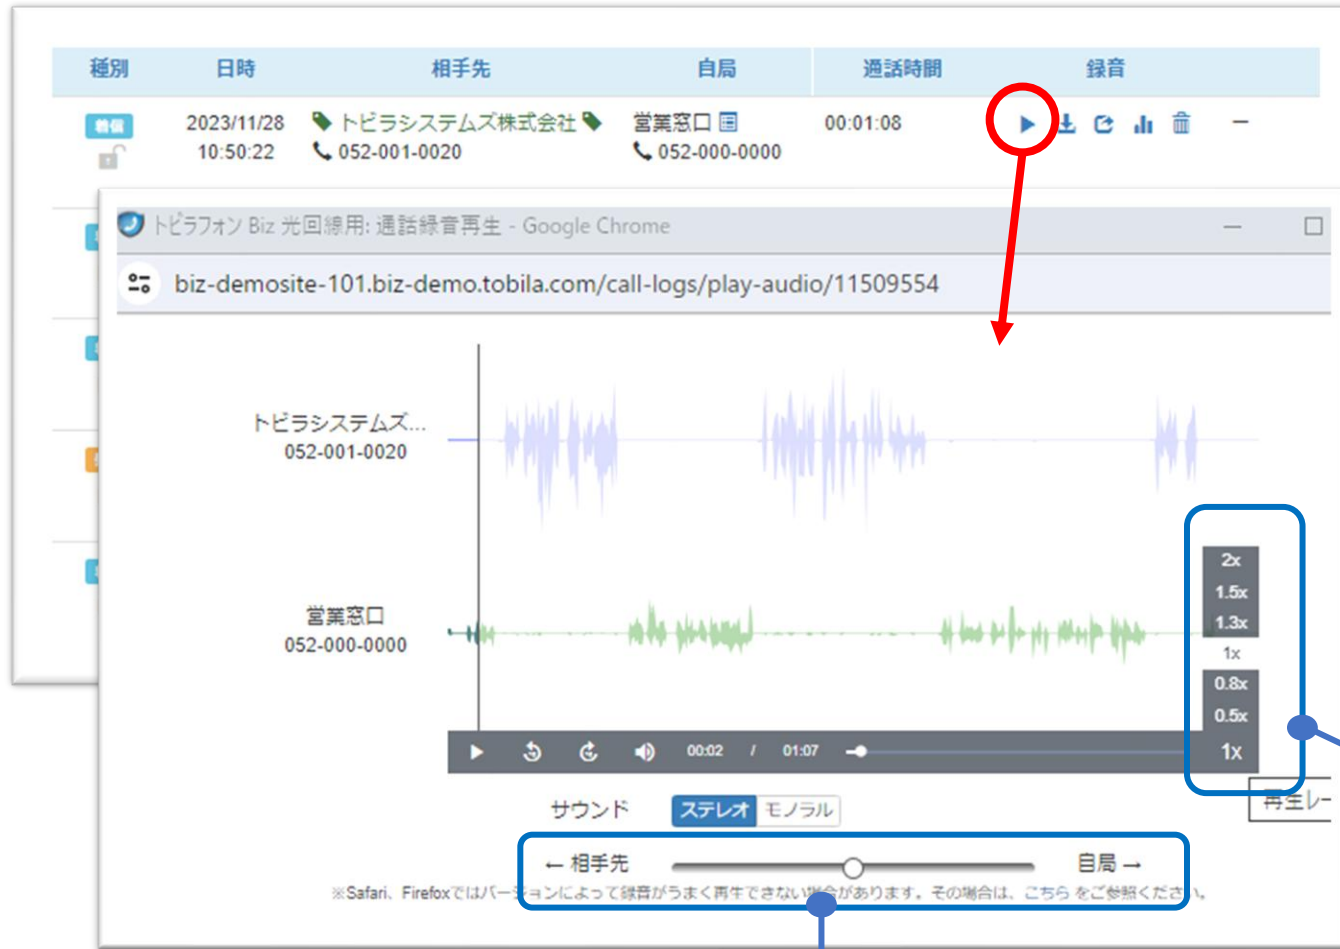 種別 日時 相手先 自局 通話時間 録音
着信 2023/11/28 トビラシステムズ株式会社 営業窓口 00:01:08
10:50:22 052-001-0020 052-000-0000
トビラフォン Biz 光回線用: 通話録音再生 - Google Chrome
biz-demosite-101.biz-demo.tobila.com/call-logs/play-audio/11509554
トビラシステムズ...
052-001-0020
2x
1.5x
1.3x
1x
0.8x
0.5x
営業窓口
052-000-0000
00:02 / 01:07 1x
再生レー
サウンド ステレオ モノラル
← 相手先 自局 →
※Safari、Firefoxではバージョンによって録音がうまく再生できない場合があります。その場合は、こちら をご参照ください。